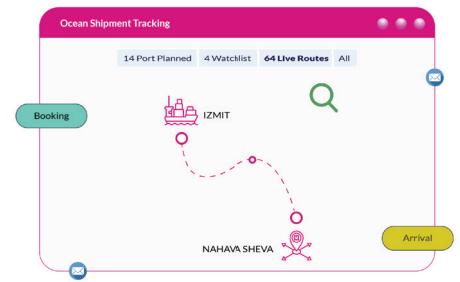 Ocean Shipment Tracking
14 Port Planned 4 Watchlist 64 Live Routes All
Booking
IZMIT
NAHAVA SHEVA
Arrival